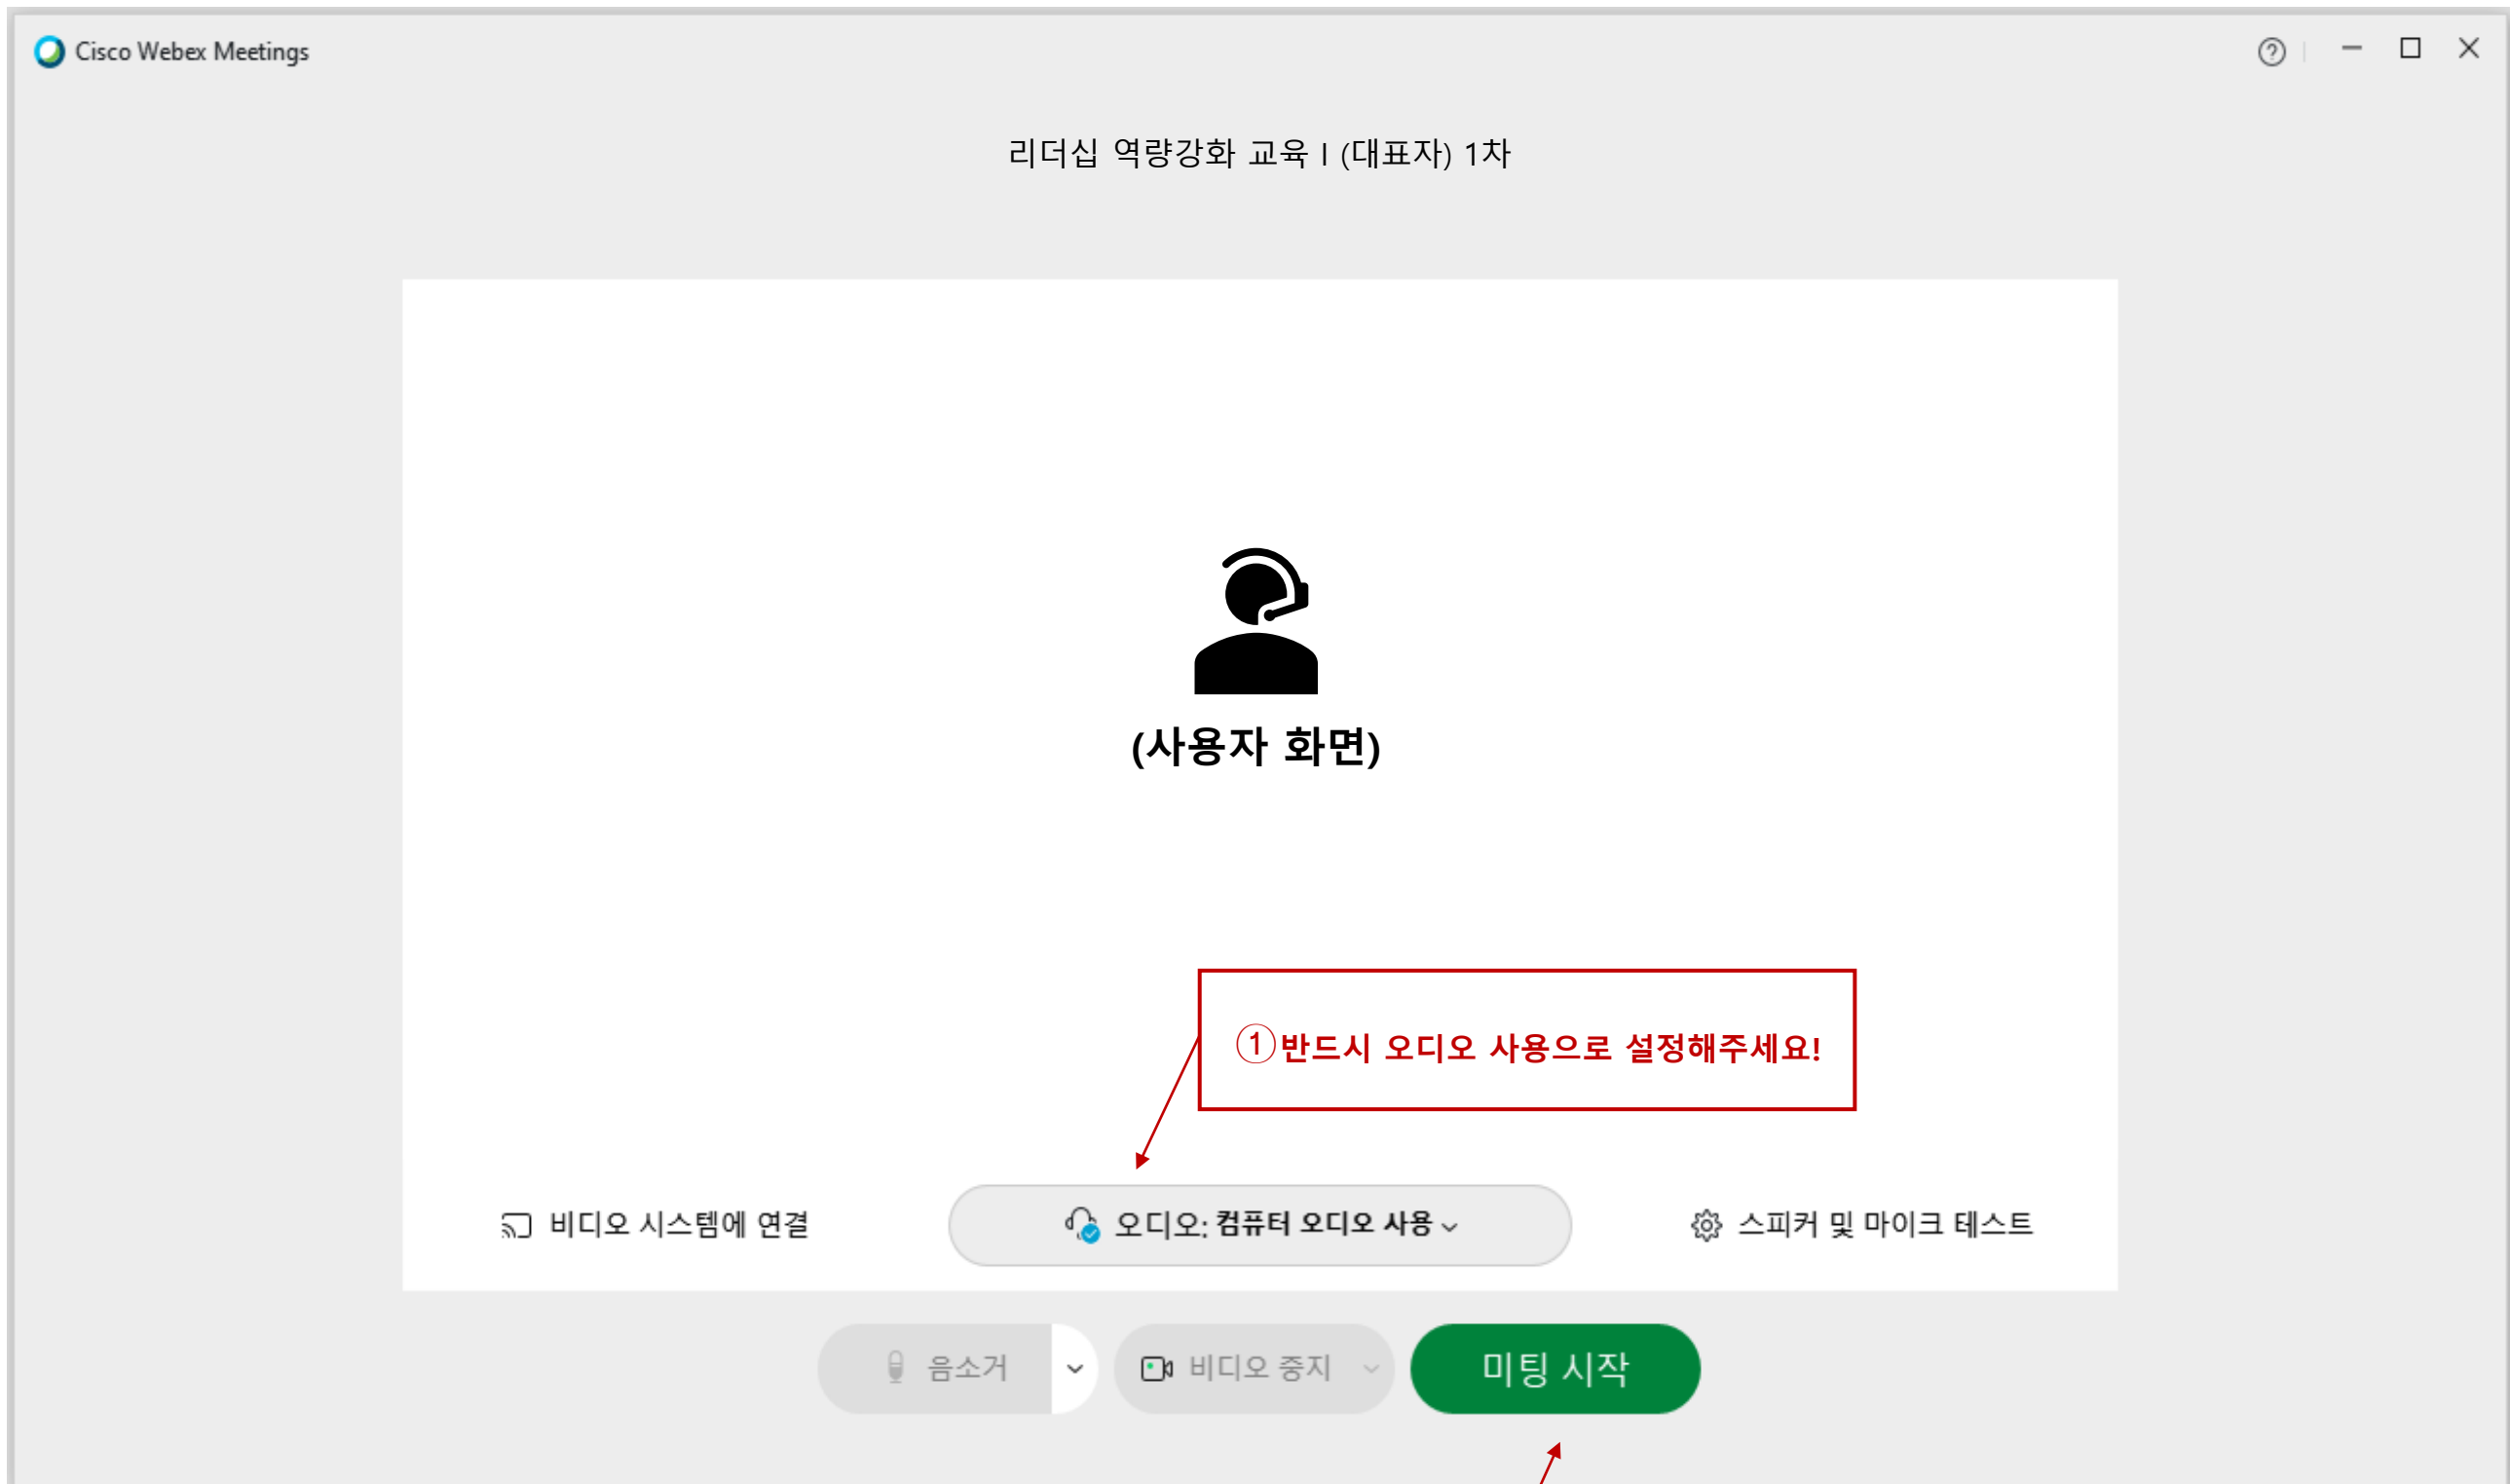 Cisco Webex Meetings
리더십 역량강화 교육 I (대표자) 1차
(사용자 화면)
①반드시 오디오 사용으로 설정해주세요!
비디오 시스템에 연결
오디오: 컴퓨터 오디오 사용
스피커 및 마이크 테스트
음소거
비디오 중지
미팅 시작